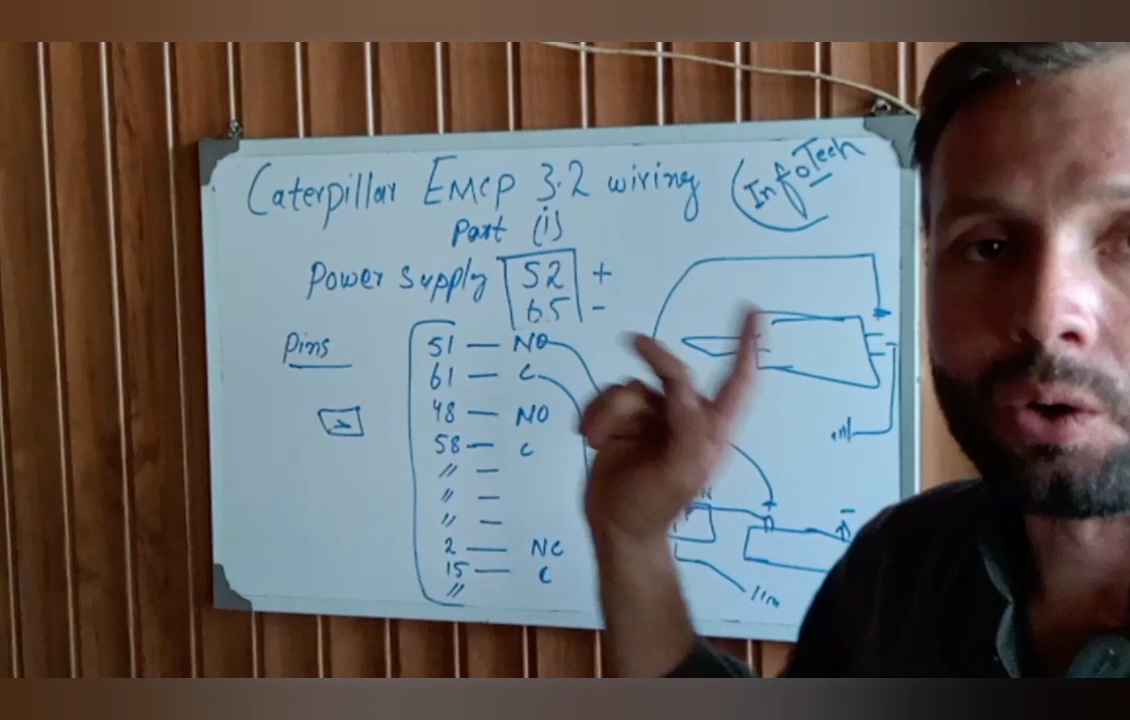 Caterpillar EMCP 3.2 wiring (InfoTech
Part (i)
Power Supply 52 +
65 -
Pins
51 — NO
61 — C
48 — NO
58 — C
〃 —
〃 —
〃 —
2 — NC
15 — C
〃